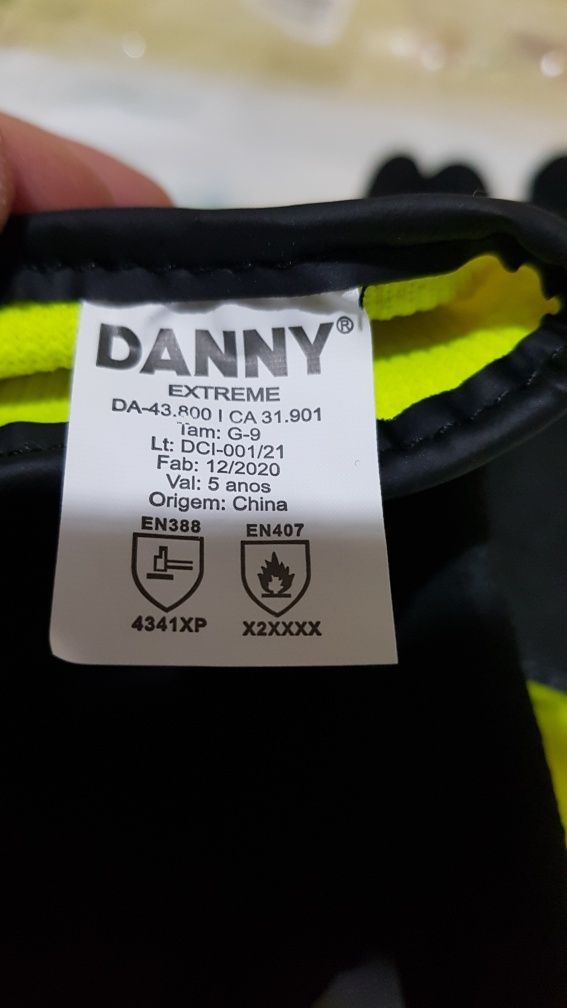 DANNY®
EXTREME
DA-43.800 | CA 31.901
Tam: G-9
Lt: DCI-001/21
Fab: 12/2020
Val: 5 anos
Origem: China
EN388 EN407
4341XP X2XXXX